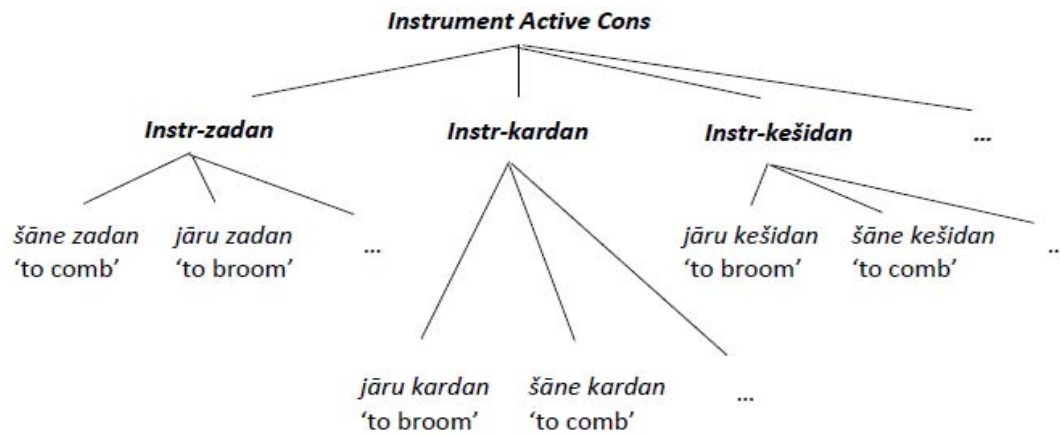 Instrument Active Cons
Instr-zadan Instr-kardan Instr-kešidan ...
šāne zadan jāru zadan ... jāru kešidan šāne kešidan ..
'to comb' 'to broom' 'to broom' 'to comb'
jāru kardan šāne kardan ...
'to broom' 'to comb'